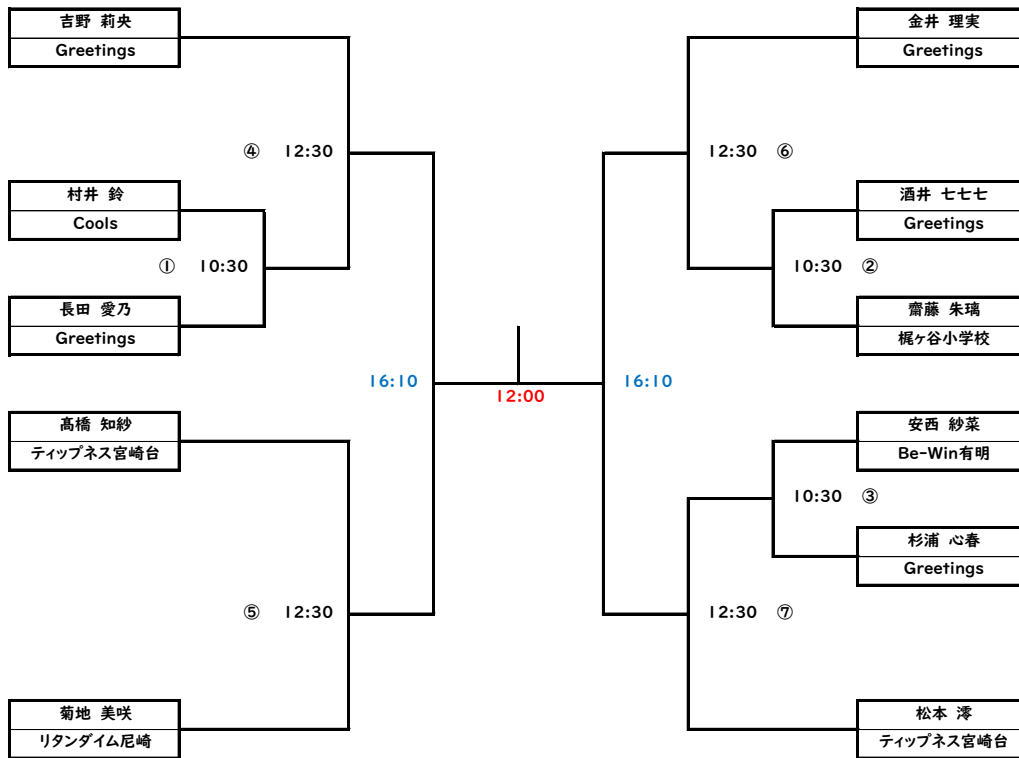 吉野 莉央
Greetings
④ 12:30
村井 鈴
Cools
① 10:30
長田 愛乃
Greetings
16:10
髙橋 知紗
ティップネス宮崎台
⑤ 12:30
菊地 美咲
リタンダイム尼崎
12:00
金井 理実
Greetings
12:30 ⑥
酒井 七七七
Greetings
10:30 ②
齋藤 朱璃
梶ヶ谷小学校
16:10
安西 紗菜
Be-Win有明
10:30 ③
杉浦 心春
Greetings
12:30 ⑦
松本 澪
ティップネス宮崎台